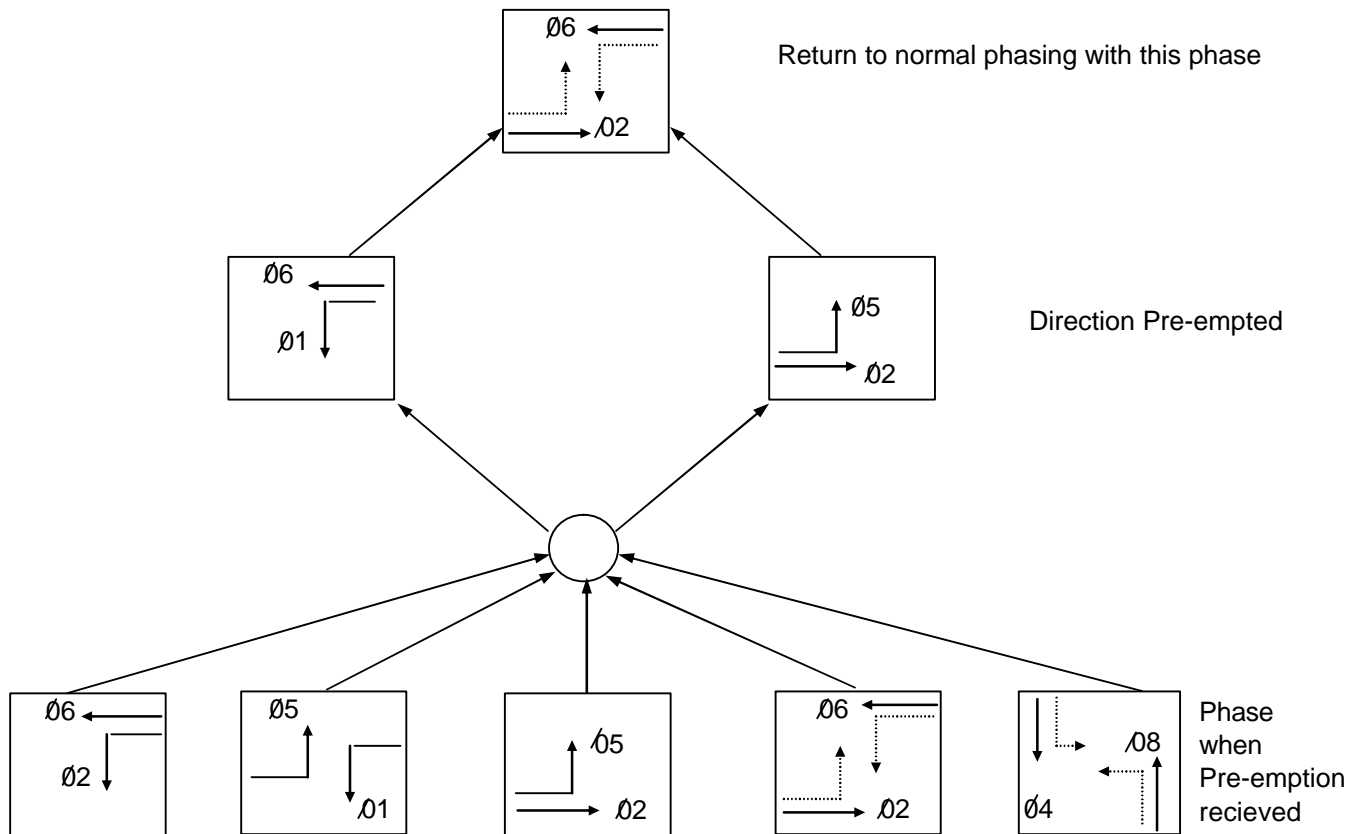 Ø6
Return to normal phasing with this phase
Ø2
Ø6
Ø1
Ø5
Ø2
Direction Pre-empted
Ø6
Ø2
Ø5
Ø1
Ø5
Ø2
Ø6
Ø2
Ø8
Ø4
Phase
when
Pre-emption
recieved